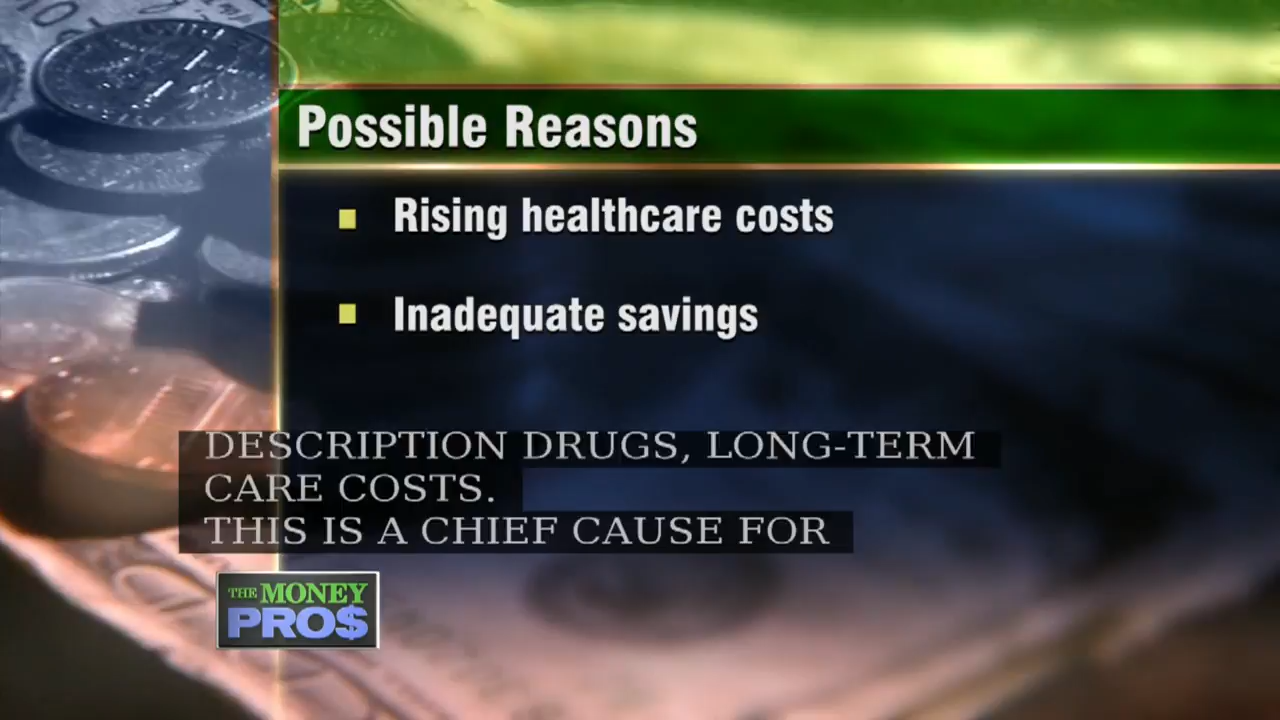 Possible Reasons
Rising healthcare costs
Inadequate savings
DESCRIPTION DRUGS, LONG-TERM
CARE COSTS.
THIS IS A CHIEF CAUSE FOR
THE MONEY
PRO$